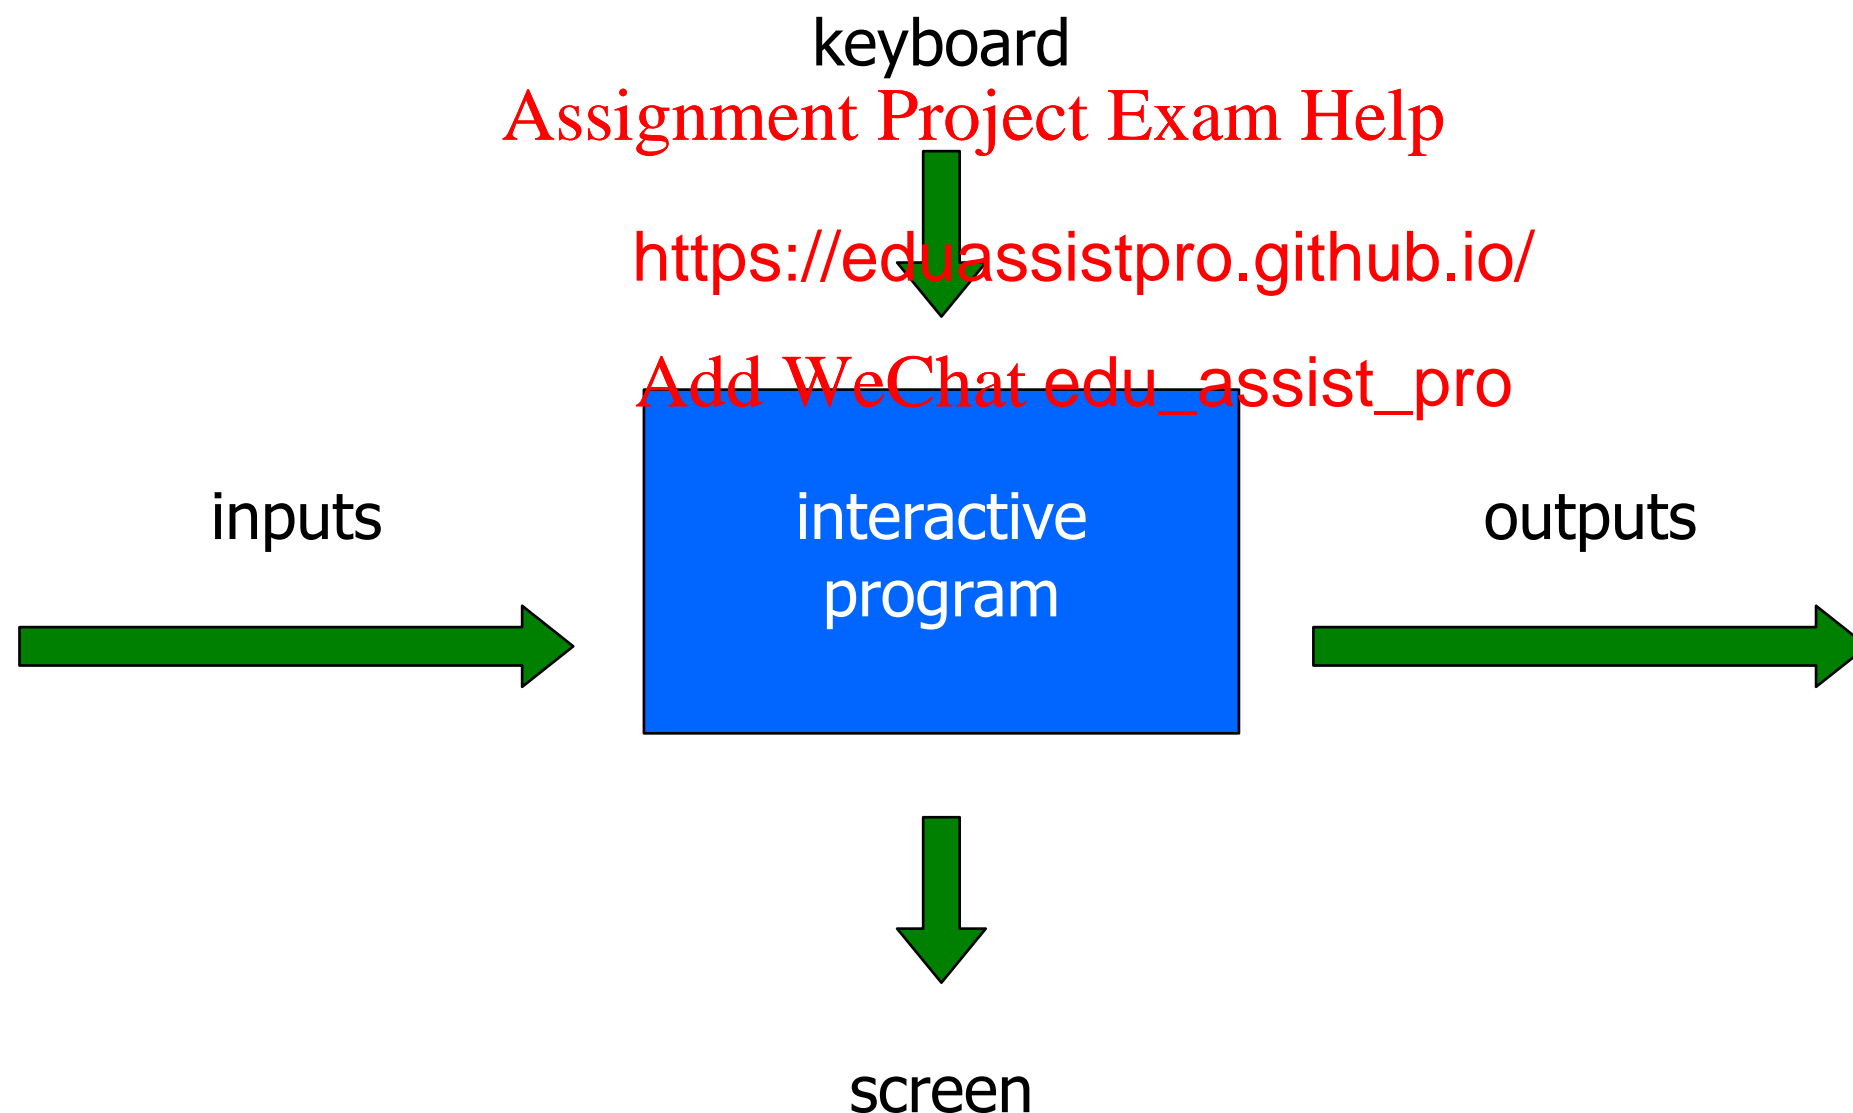 keyboard
Assignment Project Exam Help
https://eduassistpro.github.io/
Add WeChat edu_assist_pro
inputs
interactive
program
outputs
screen